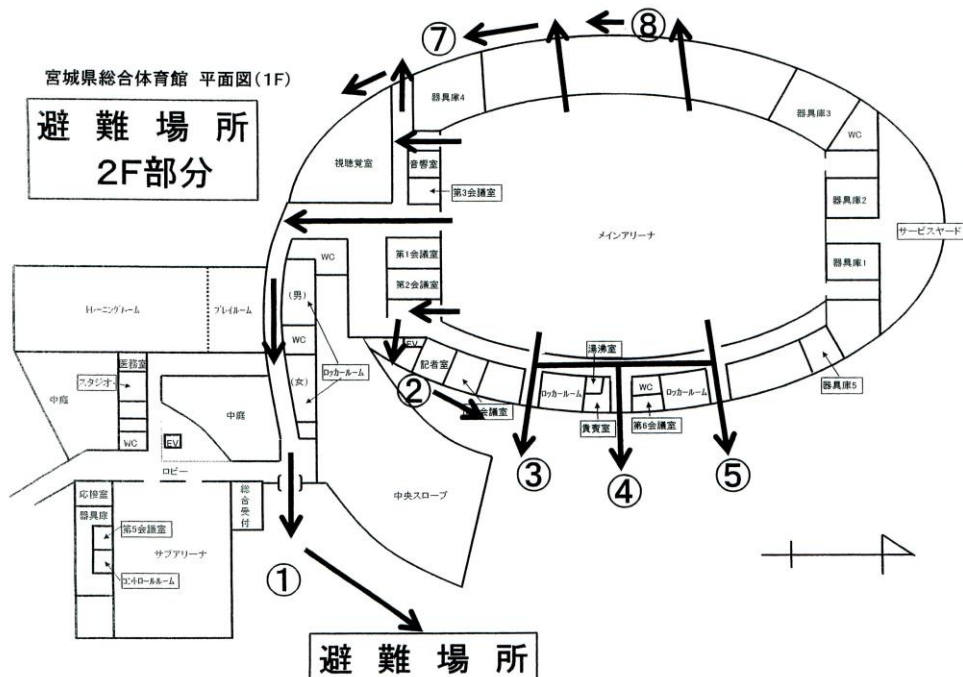 宮城県総合体育館 平面図(1F)
避 難 場 所
2F部分
⑦
⑧
器具庫4
器具庫3
WC
視聴覚室
音響室
第3会議室
器具庫2
サービスヤード
メインアリーナ
WC
第1会議室
第2会議室
器具庫1
トレーニングルーム
プレイルーム
(男)
WC
(女)
ロッカールーム
EV
記者室
湯沸室
医務室
スタジオ
中庭
中庭
WC
EV
ロビー
②
会議室
ロッカールーム
貴賓室
WC
第6会議室
ロッカールーム
器具庫5
③
④
⑤
応接室
器具庫
第5会議室
コントロールルーム
サブアリーナ
総合受付
中央スロープ
①
避 難 場 所